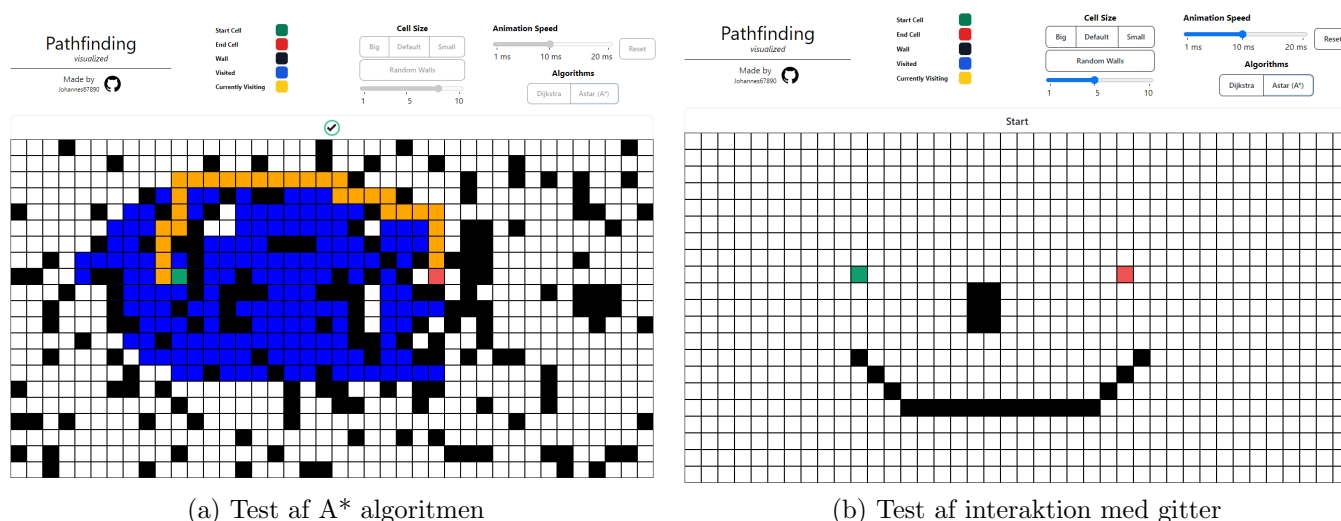 Pathfinding
visualized
Made by
Johannes67890
Start Cell
End Cell
Wall
Visited
Currently Visiting
Cell Size
Big Default Small
Random Walls
1 5 10
Animation Speed
1 ms 10 ms 20 ms
Reset
Algorithms
Dijkstra Astar (A*)
(a) Test af A* algoritmen
Pathfinding
visualized
Made by
Johannes67890
Start Cell
End Cell
Wall
Visited
Currently Visiting
Cell Size
Big Default Small
Random Walls
1 5 10
Animation Speed
1 ms 10 ms 20 ms
Reset
Algorithms
Dijkstra Astar (A*)
Start
(b) Test af interaktion med gitter